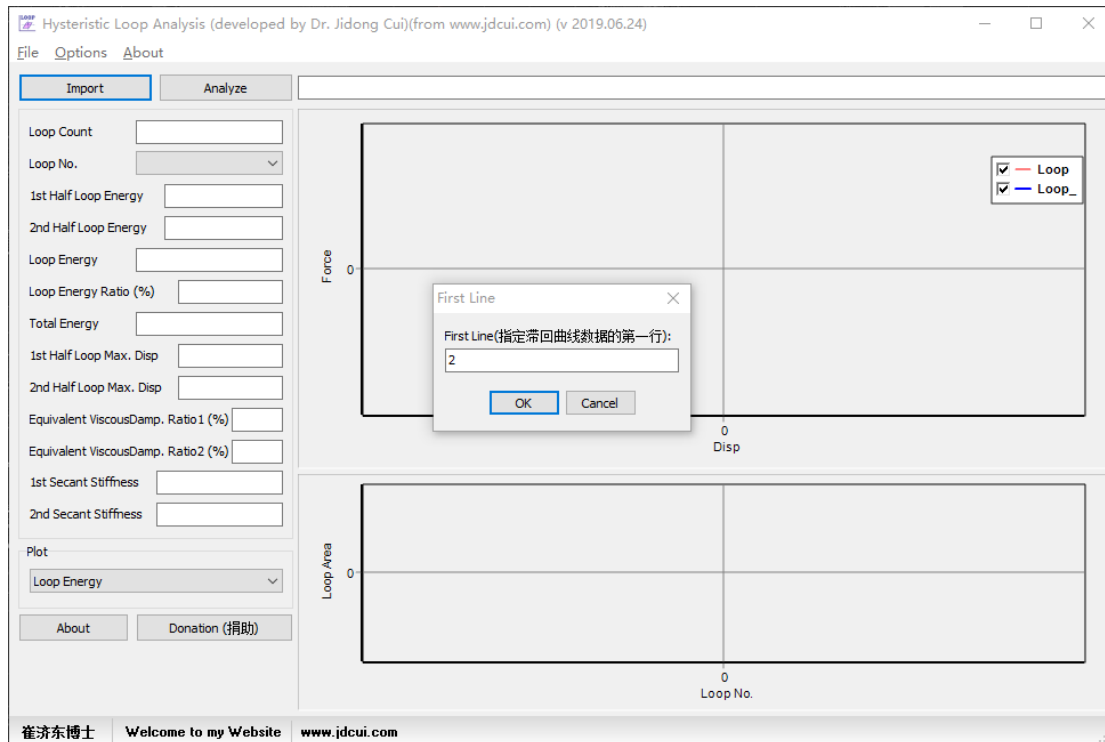 LOOP
Hysteristic Loop Analysis (developed by Dr. Jidong Cui)(from www.jdcui.com) (v 2019.06.24)
File Options About
Import Analyze
Loop Count
Loop No.
1st Half Loop Energy
2nd Half Loop Energy
Loop Energy
Loop Energy Ratio (%)
Total Energy
1st Half Loop Max. Disp
2nd Half Loop Max. Disp
Equivalent ViscousDamp. Ratio1 (%)
Equivalent ViscousDamp. Ratio2 (%)
1st Secant Stiffness
2nd Secant Stiffness
Plot
Loop Energy
About Donation (捐助)
Force
0
Loop
Loop_
0
Disp
First Line
First Line(指定滞回曲线数据的第一行):
2
OK Cancel
Loop Area
0
0
Loop No.
崔济东博士 Welcome to my Website www.jdcui.com